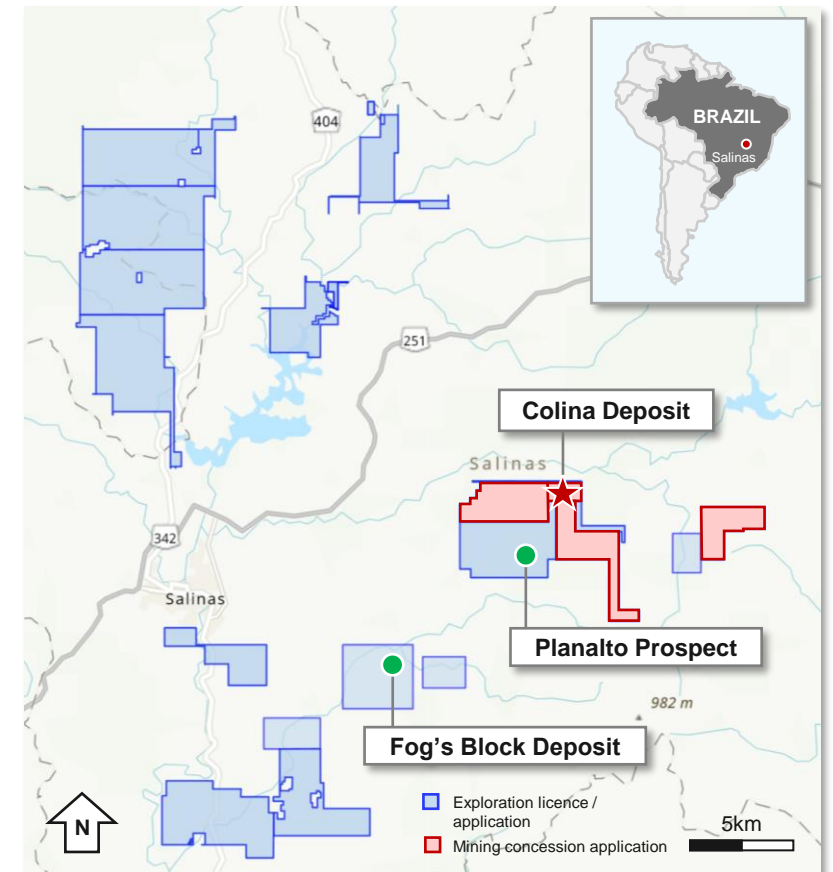 404
BRAZIL
Salinas
251
Colina Deposit
Salinas
342
Salinas
Planalto Prospect
982 m
Fog's Block Deposit
N
Exploration licence /
application
Mining concession application
5km